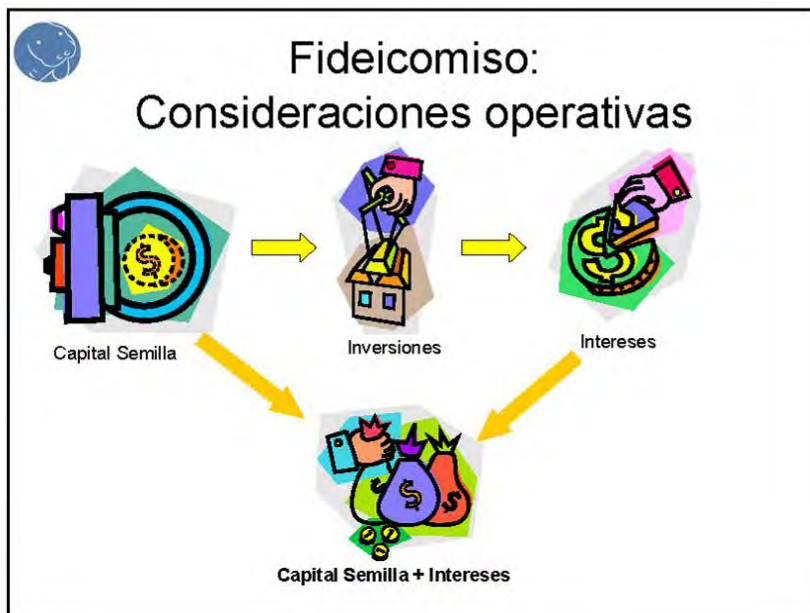 Fideicomiso:
Consideraciones operativas
Capital Semilla
Inversiones
Intereses
Capital Semilla + Intereses